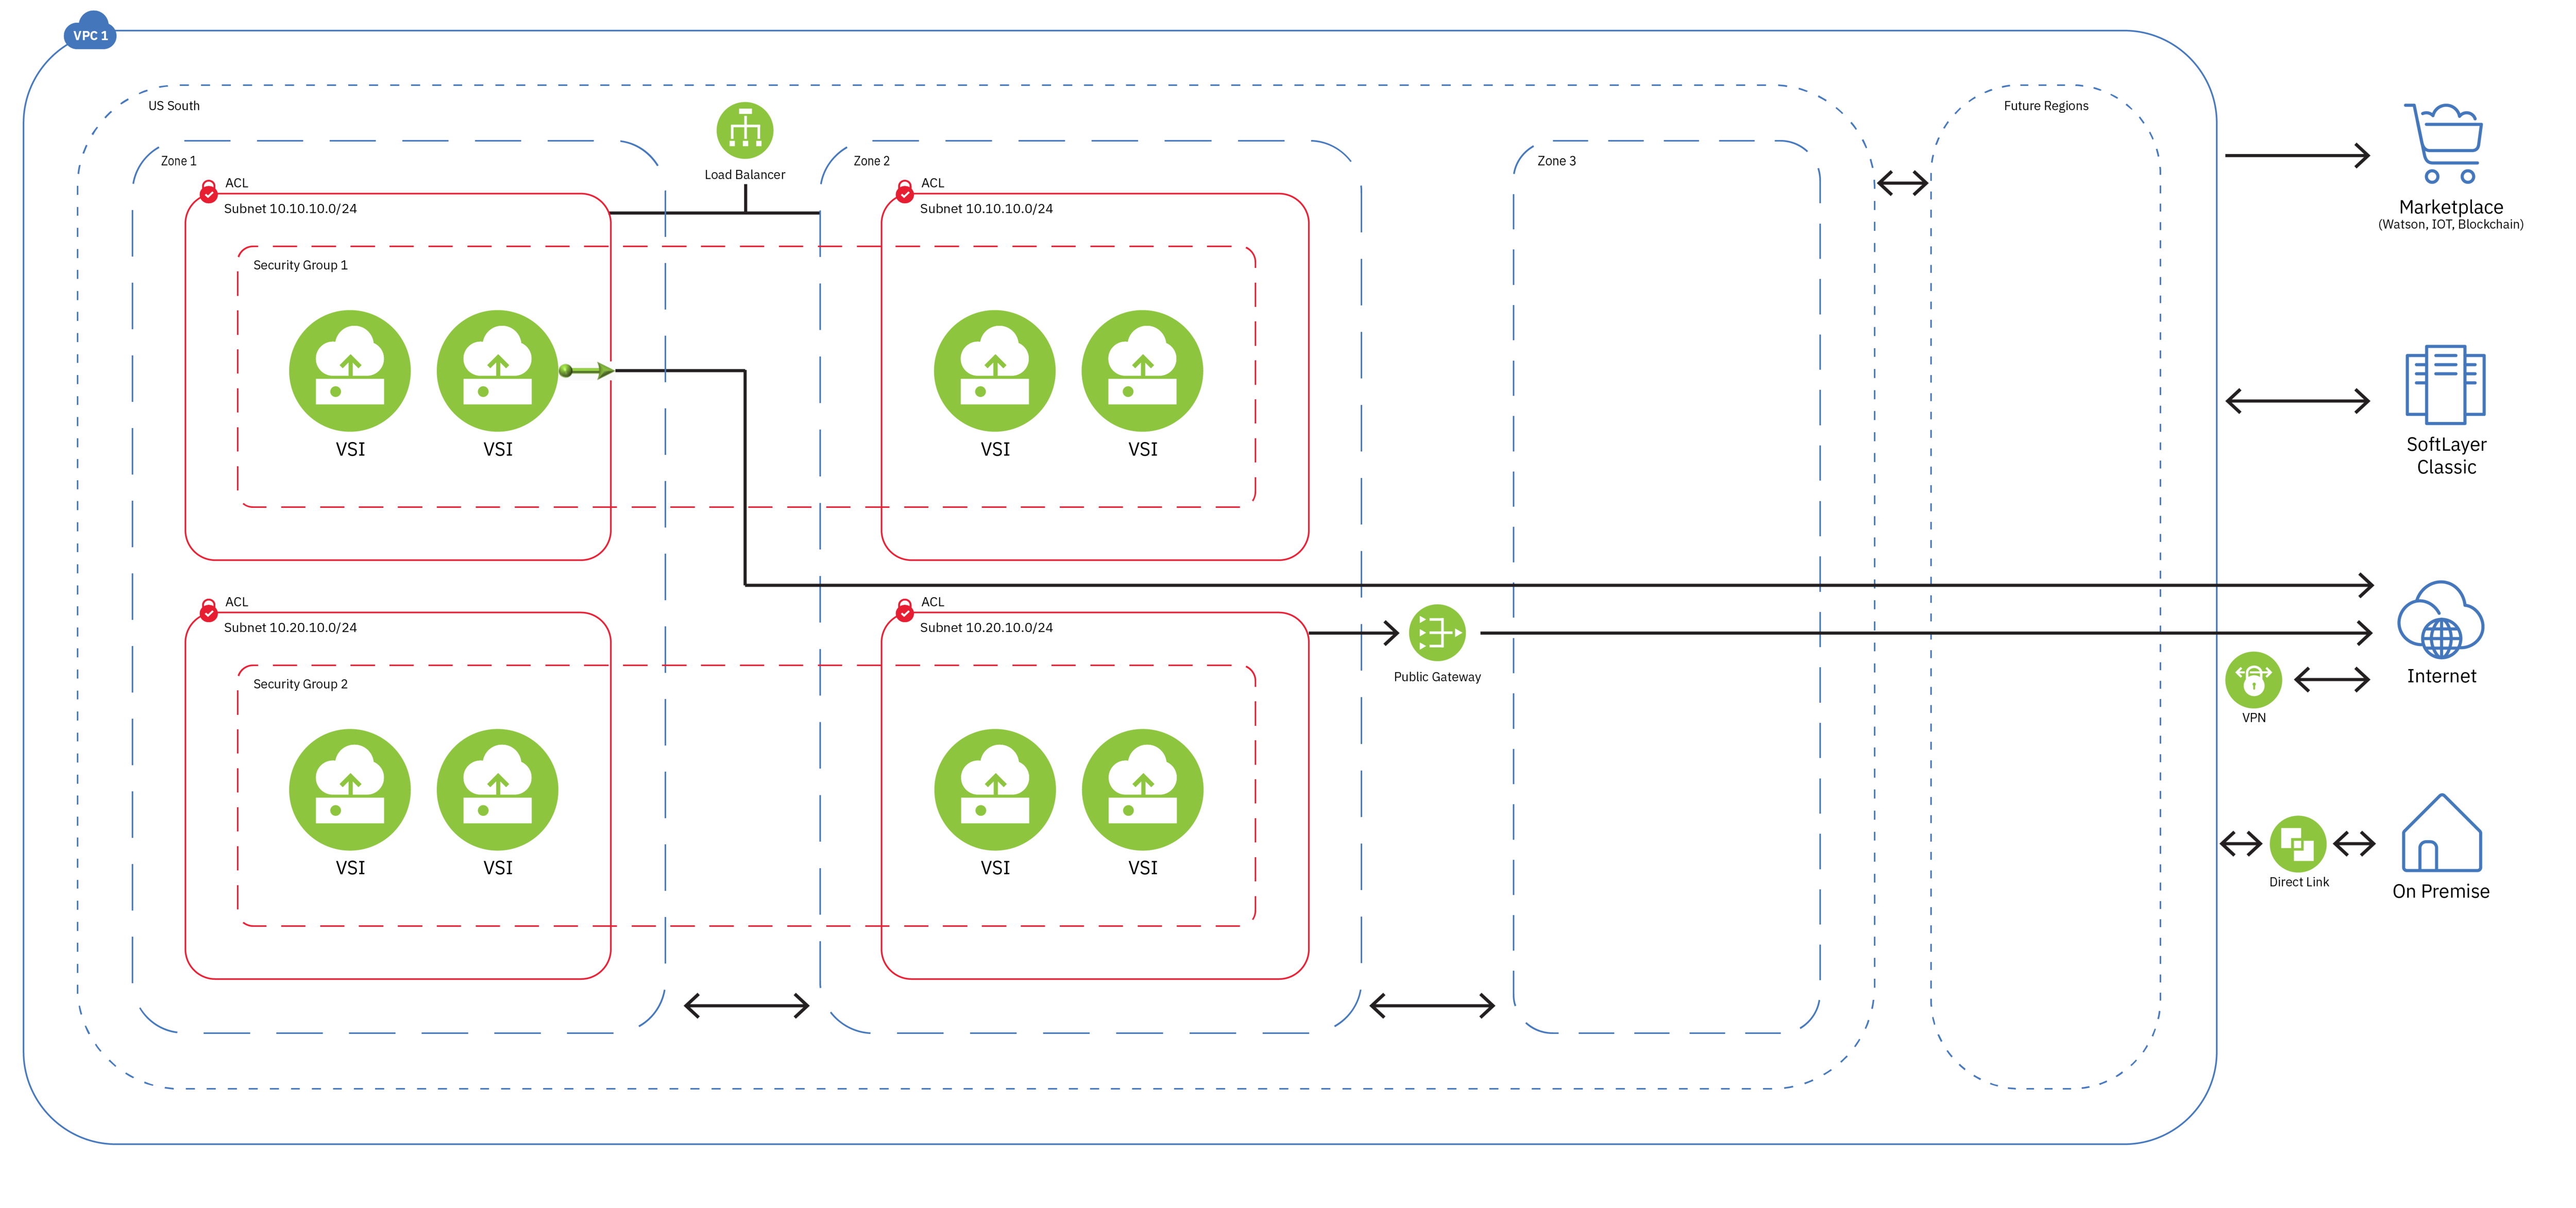 VPC 1
US South
Future Regions
Zone 1
Load Balancer
Zone 2
Zone 3
ACL
Subnet 10.10.10.0/24
ACL
Subnet 10.10.10.0/24
Security Group 1
VSI
VSI
VSI
VSI
ACL
Subnet 10.20.10.0/24
ACL
Subnet 10.20.10.0/24
Public Gateway
Security Group 2
VSI
VSI
VSI
VSI
Marketplace
(Watson, IOT, Blockchain)
SoftLayer
Classic
Internet
VPN
Direct Link
On Premise